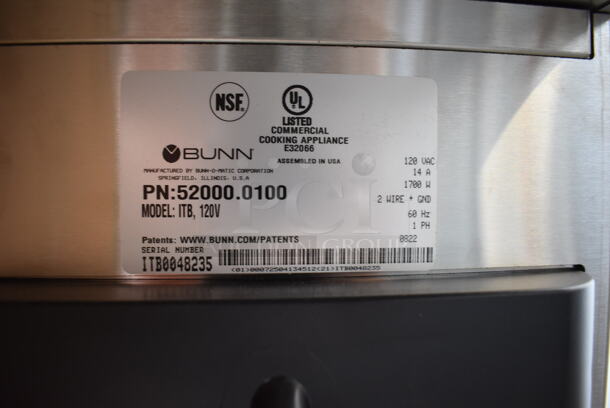 NSF®
UL®
LISTED
COMMERCIAL
COOKING APPLIANCE
E32066
BUNN®
ASSEMBLED IN USA
MANUFACTURED BY BUNN-O-MATIC CORPORATION
SPRINGFIELD, ILLINOIS, U.S.A
PN:52000.0100
MODEL: ITB, 120V
120 VAC
14 A
1700 W
2 WIRE + GND
60 Hz
1 PH
Patents: WWW.BUNN.COM/PATENTS
0822
SERIAL NUMBER
ITB0048235
(01)00072504134512(21)ITB0048235
PCI
GROUP